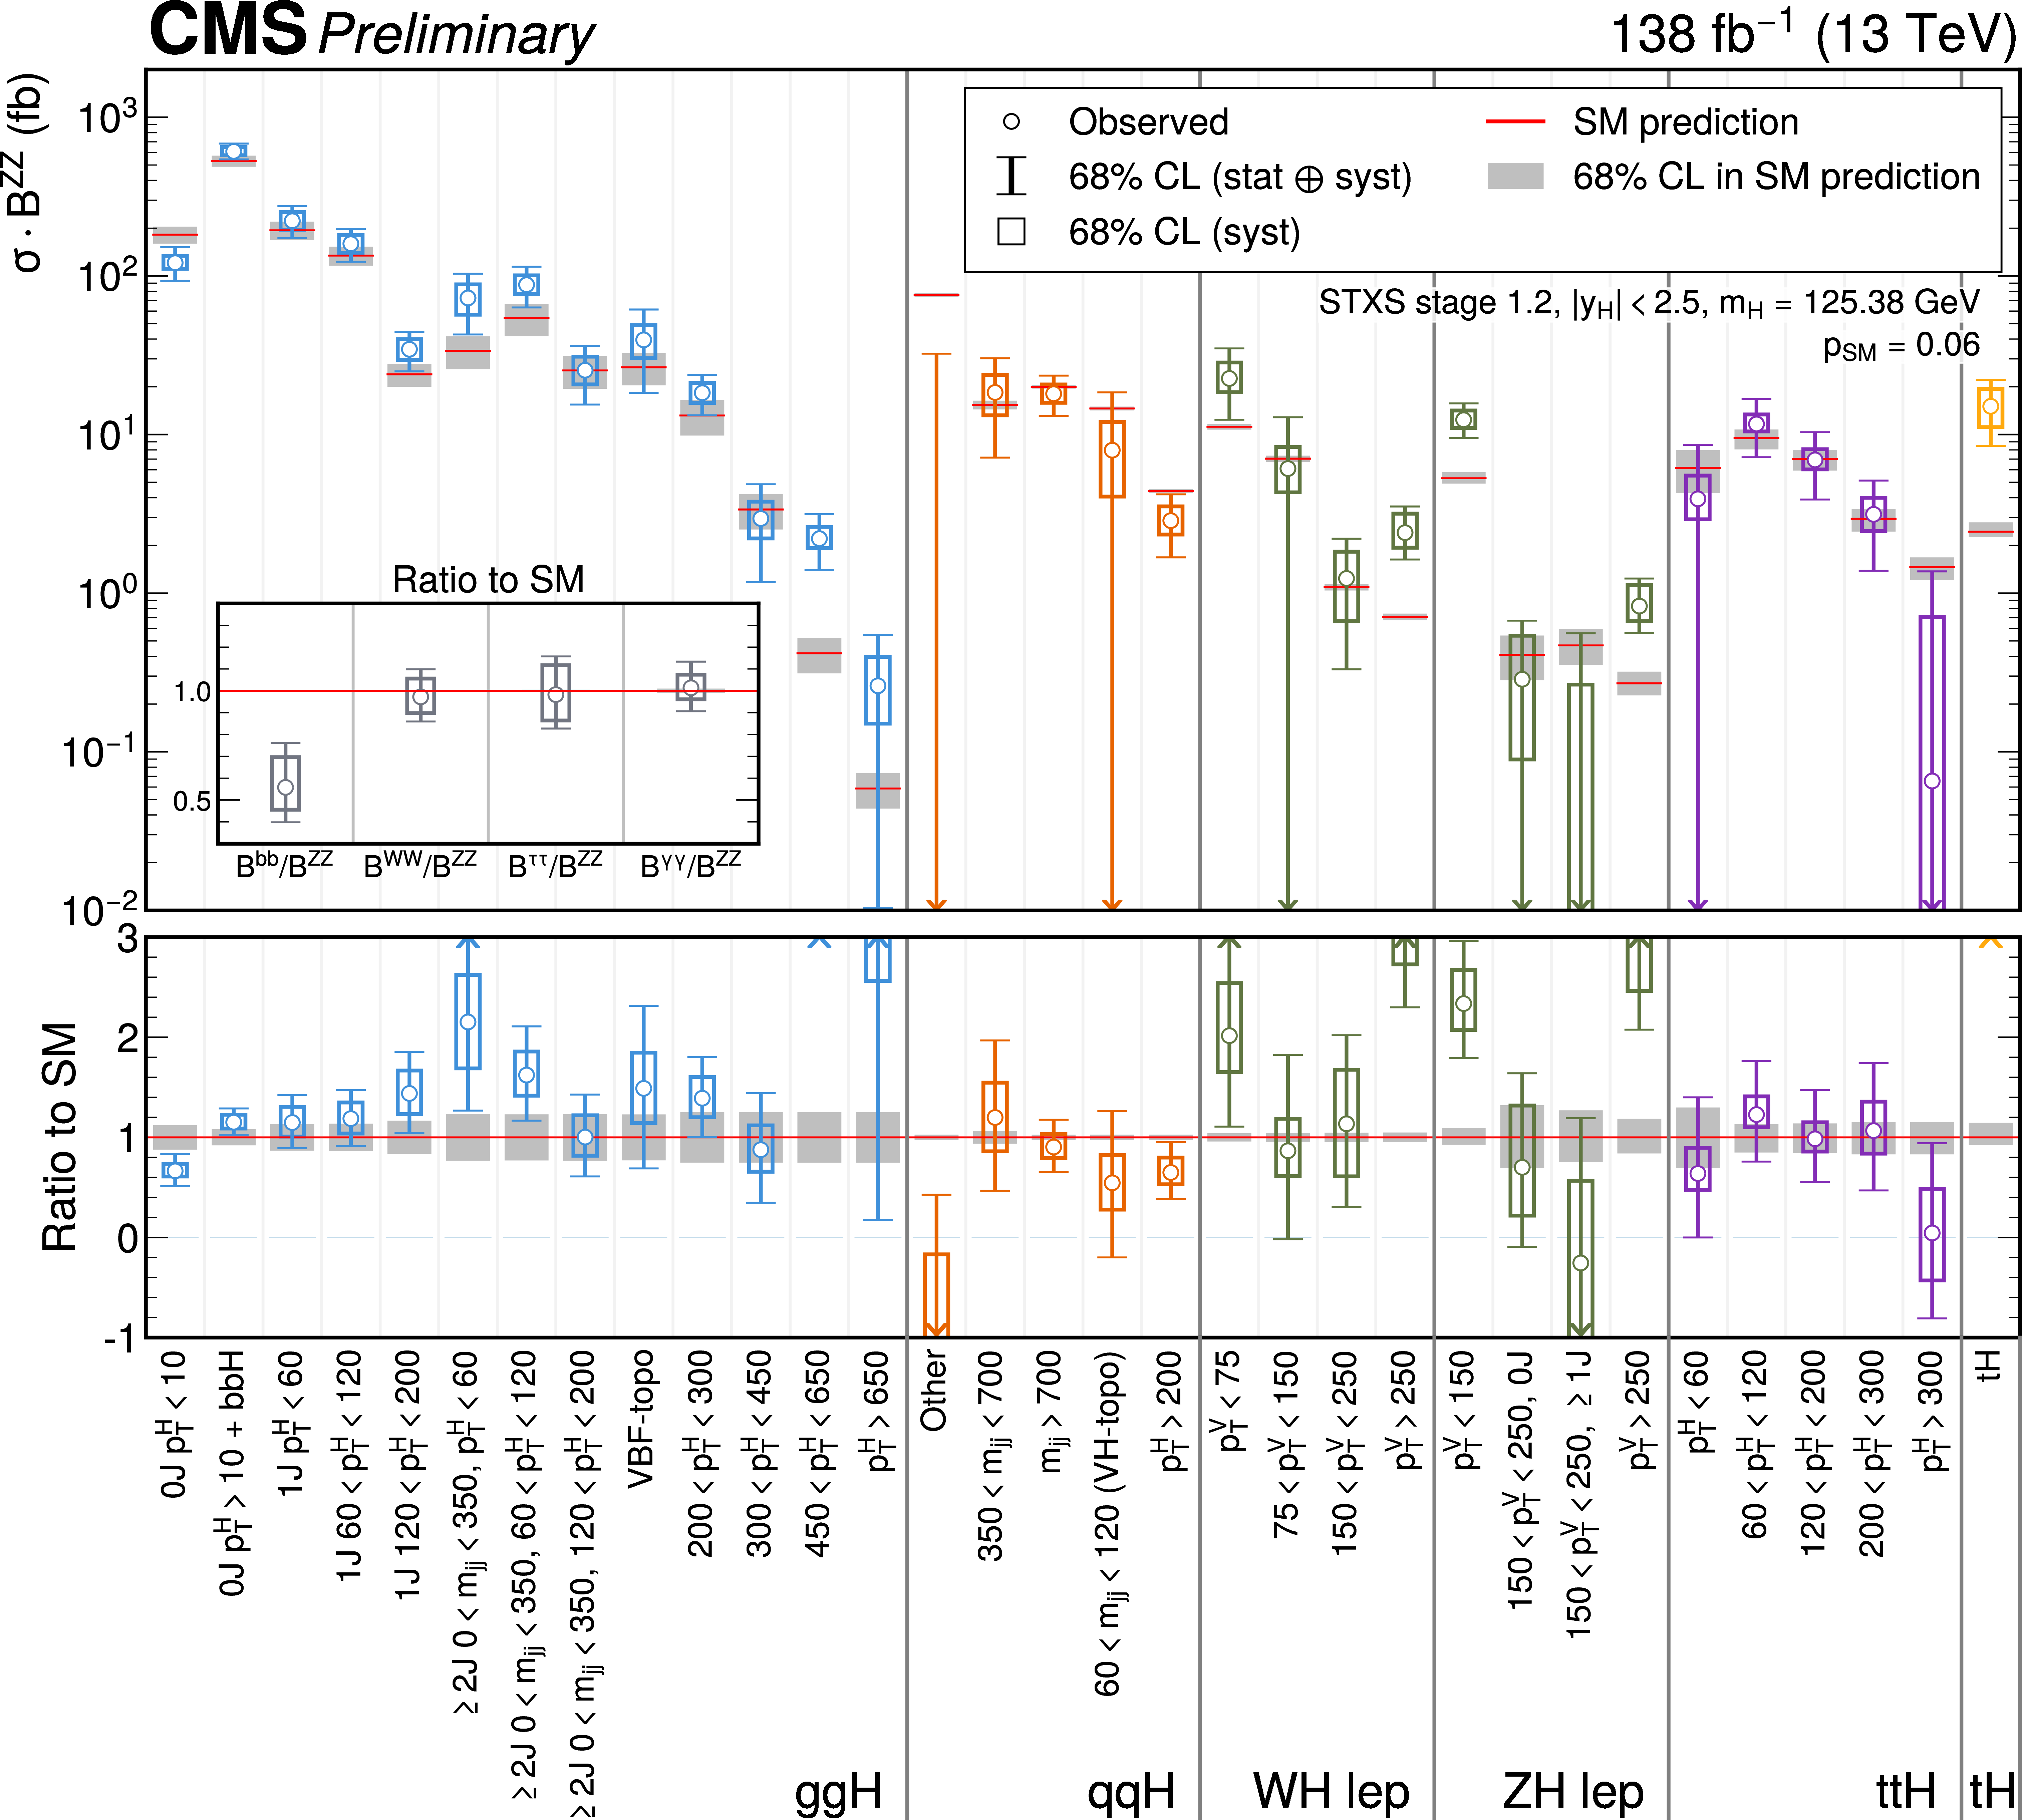 CMS Preliminary
138 fb⁻¹ (13 TeV)
σ · Bᶻᶻ (fb)
10³
10²
10¹
10⁰
10⁻¹
10⁻²
Observed
68% CL (stat ⊕ syst)
68% CL (syst)
SM prediction
68% CL in SM prediction
STXS stage 1.2, |y_H| < 2.5, m_H = 125.38 GeV
p_SM = 0.06
Ratio to SM
1.0
0.5
B^bb/B^ZZ
B^WW/B^ZZ
B^ττ/B^ZZ
B^γγ/B^ZZ
Ratio to SM
3
2
1
0
-1
0J p_T^H < 10
0J p_T^H > 10 + bbH
1J p_T^H < 60
1J 60 < p_T^H < 120
1J 120 < p_T^H < 200
≥ 2J 0 < m_jj < 350, p_T^H < 60
≥ 2J 0 < m_jj < 350, 60 < p_T^H < 120
≥ 2J 0 < m_jj < 350, 120 < p_T^H < 200
VBF-topo
200 < p_T^H < 300
300 < p_T^H < 450
450 < p_T^H < 650
p_T^H > 650
Other
350 < m_jj < 700
m_jj > 700
60 < m_jj < 120 (VH-topo)
p_T^H > 200
p_T^V < 75
75 < p_T^V < 150
150 < p_T^V < 250
p_T^V > 250
p_T^V < 150
150 < p_T^V < 250, 0J
150 < p_T^V < 250, ≥ 1J
p_T^V > 250
p_T^H < 60
60 < p_T^H < 120
120 < p_T^H < 200
200 < p_T^H < 300
p_T^H > 300
tH
ggH
qqH
WH lep
ZH lep
ttH
tH